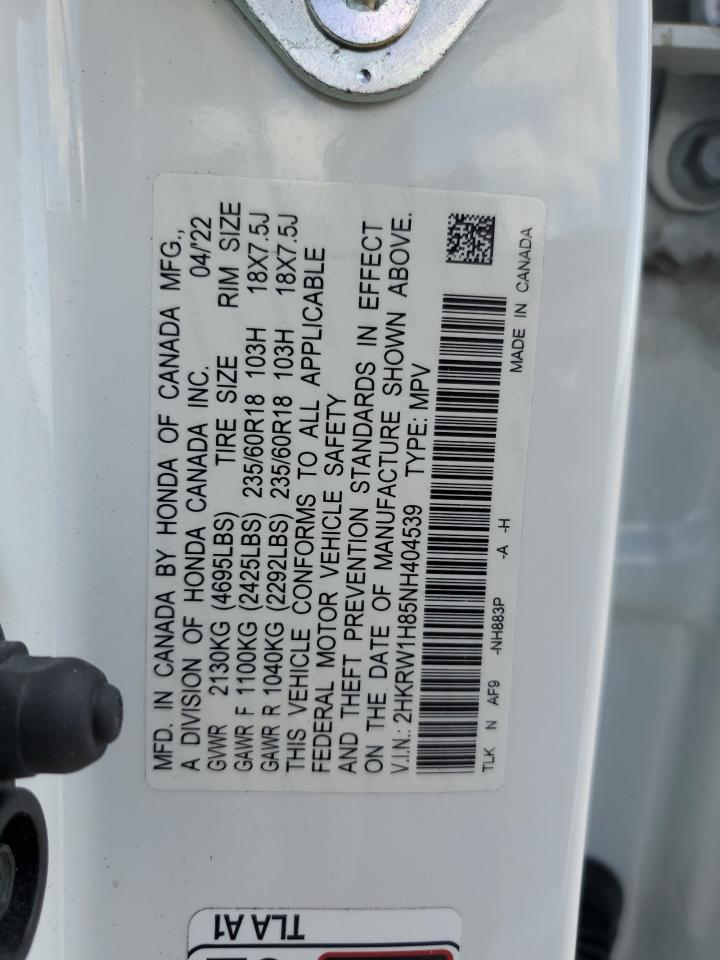 MFD. IN CANADA BY HONDA OF CANADA MFG.,
A DIVISION OF HONDA CANADA INC. 04/'22
GVWR 2130KG (4695LBS) TIRE SIZE RIM SIZE
GAWR F 1100KG (2425LBS) 235/60R18 103H 18X7.5J
GAWR R 1040KG (2292LBS) 235/60R18 103H 18X7.5J
THIS VEHICLE CONFORMS TO ALL APPLICABLE
FEDERAL MOTOR VEHICLE SAFETY
AND THEFT PREVENTION STANDARDS IN EFFECT
ON THE DATE OF MANUFACTURE SHOWN ABOVE.
V.I.N.: 2HKRW1H85NH404539 TYPE: MPV
TLK N AF9 -NH883P -A -H
MADE IN CANADA
TLA A1